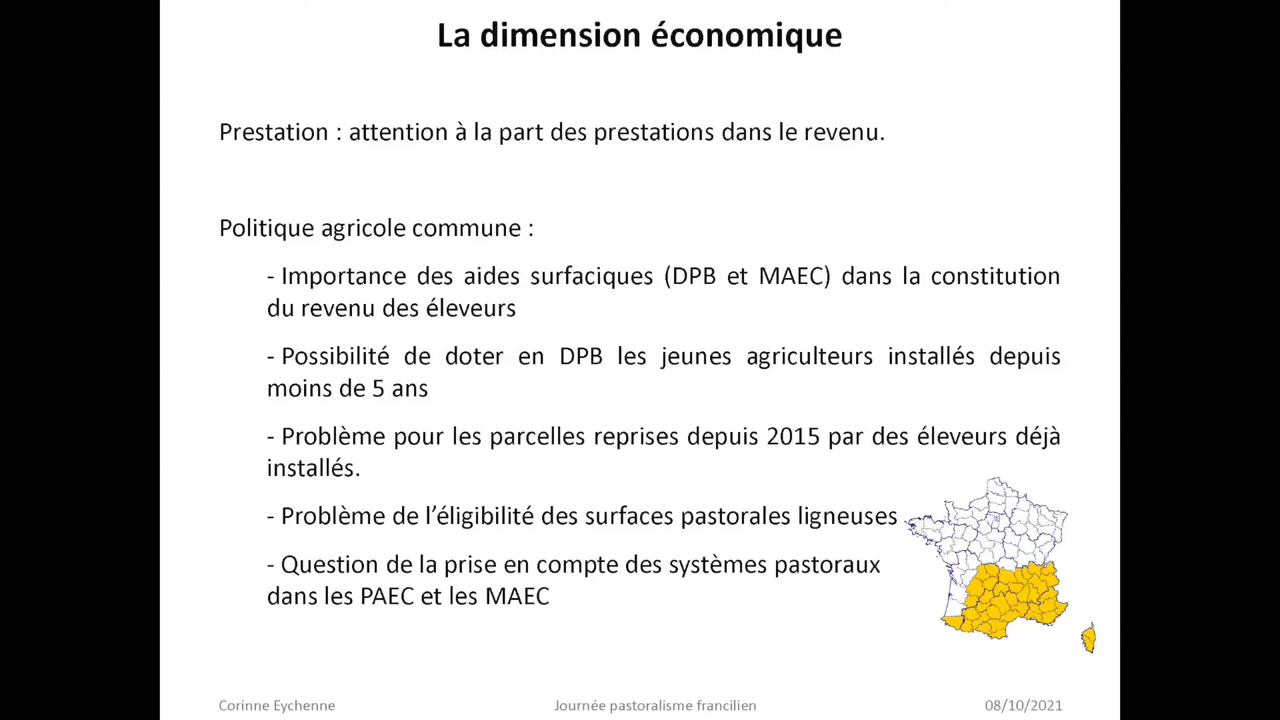 La dimension économique
Prestation : attention à la part des prestations dans le revenu.
Politique agricole commune :
- Importance des aides surfaciques (DPB et MAEC) dans la constitution
du revenu des éleveurs
- Possibilité de doter en DPB les jeunes agriculteurs installés depuis
moins de 5 ans
- Problème pour les parcelles reprises depuis 2015 par des éleveurs déjà
installés.
- Problème de l’éligibilité des surfaces pastorales ligneuses
- Question de la prise en compte des systèmes pastoraux
dans les PAEC et les MAEC
Corinne Eychenne
Journée pastoralisme francilien
08/10/2021